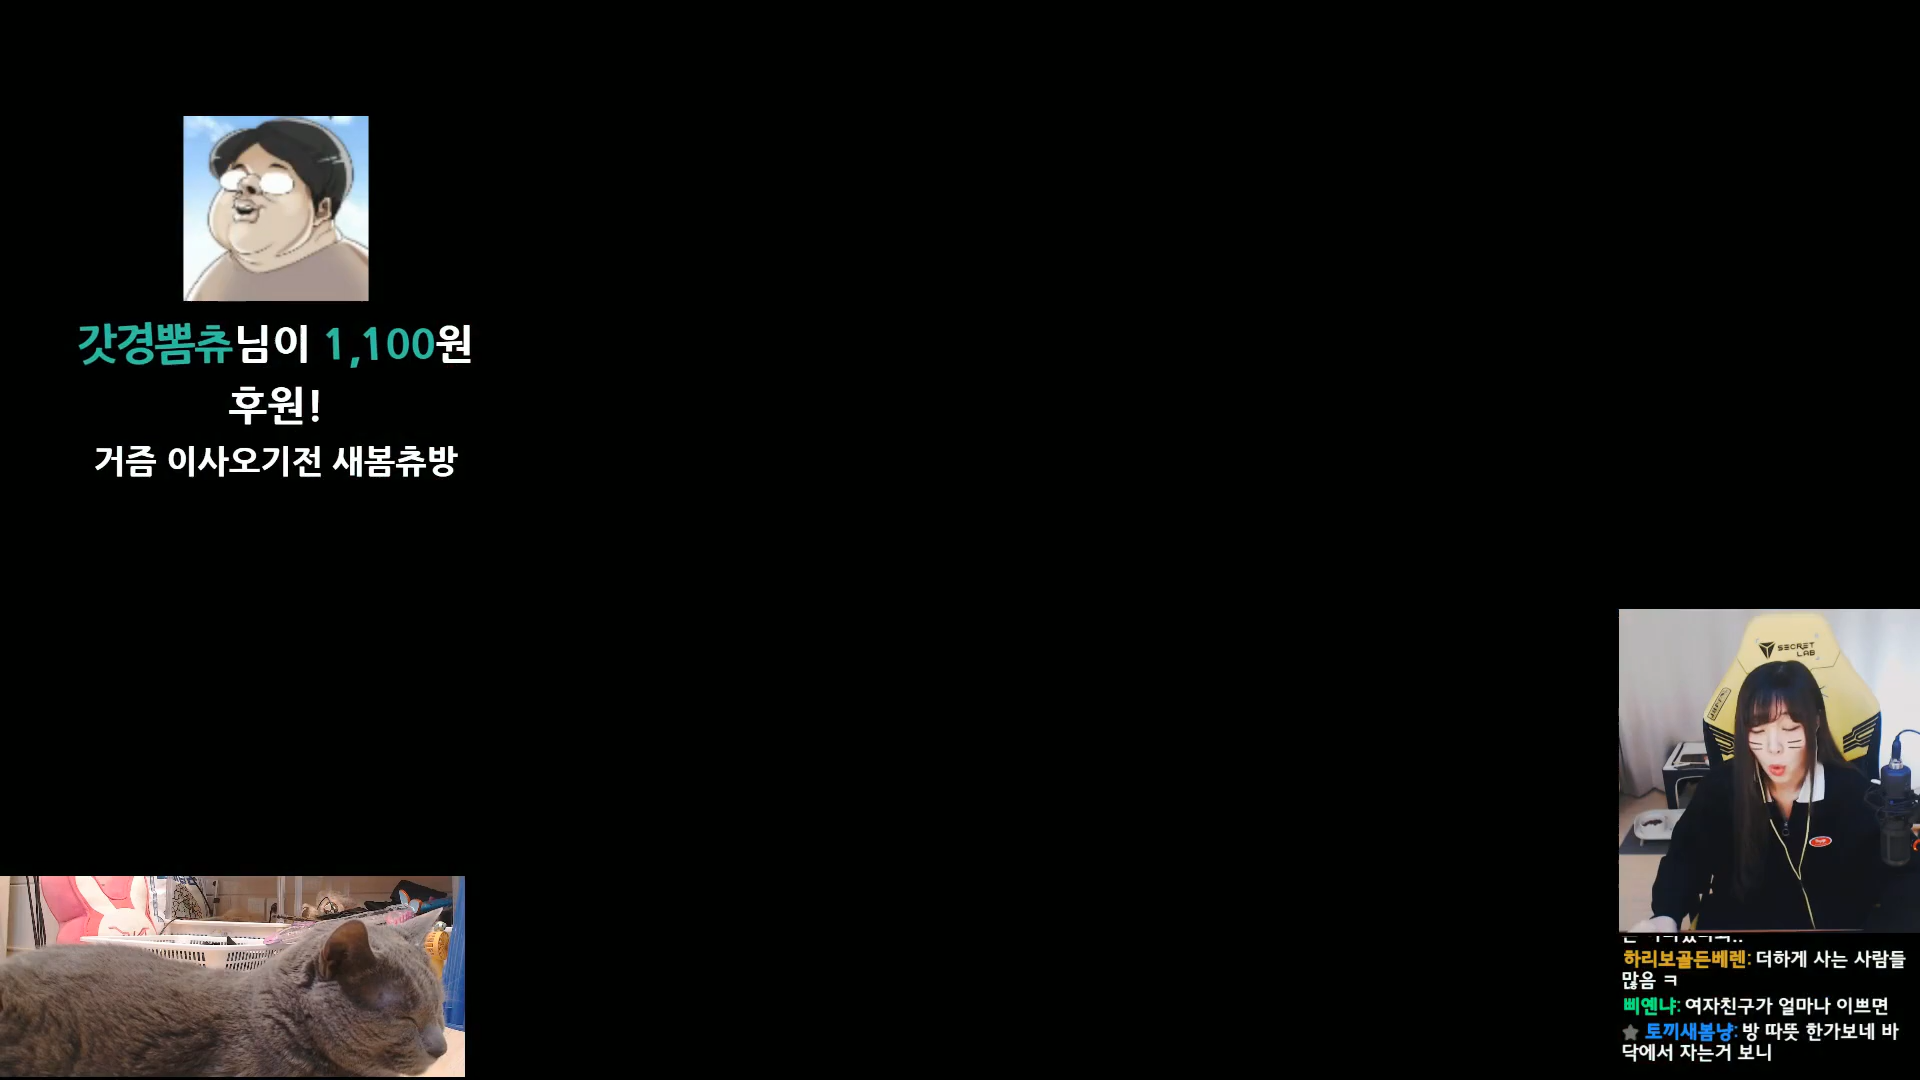 갓경뽐츄님이 1,100원
후원!
거즘 이사오기전 새봄츄방
SECRET
LAB
하리보골든베렌: 더하게 사는 사람들
많음 ㅋ
삐옌냐: 여자친구가 얼마나 이쁘면
토끼새봄냥: 방 따뜻 한가보네 바
닥에서 자는거 보니